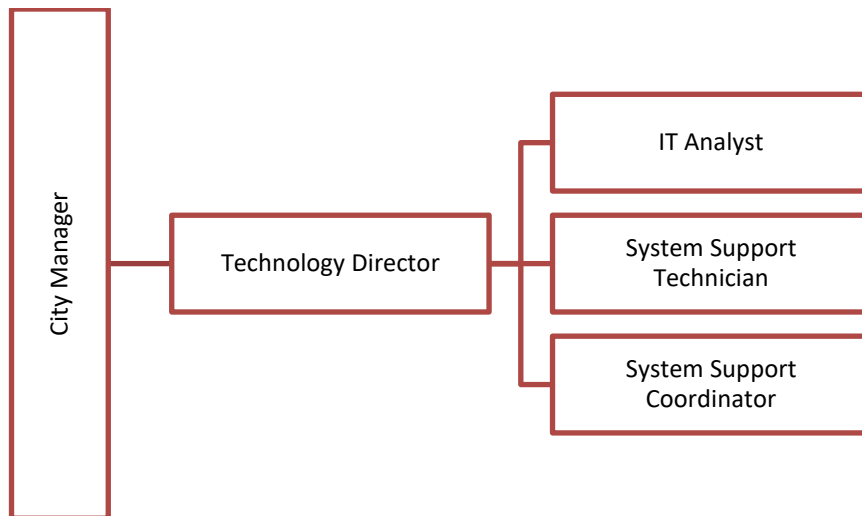 City Manager
Technology Director
IT Analyst
System Support
Technician
System Support
Coordinator